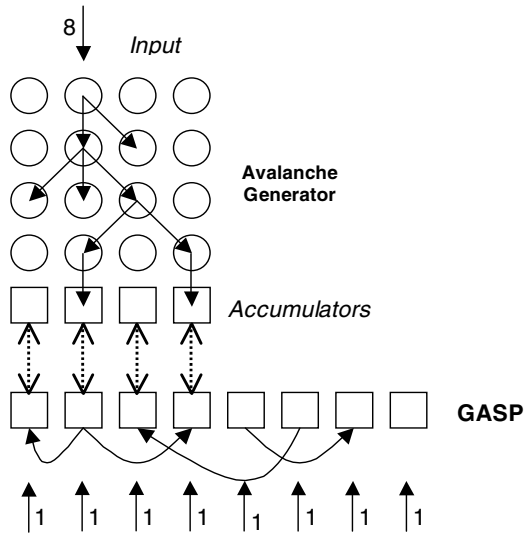 8
Input
Avalanche
Generator
Accumulators
GASP
1 1 1 1 1 1 1 1